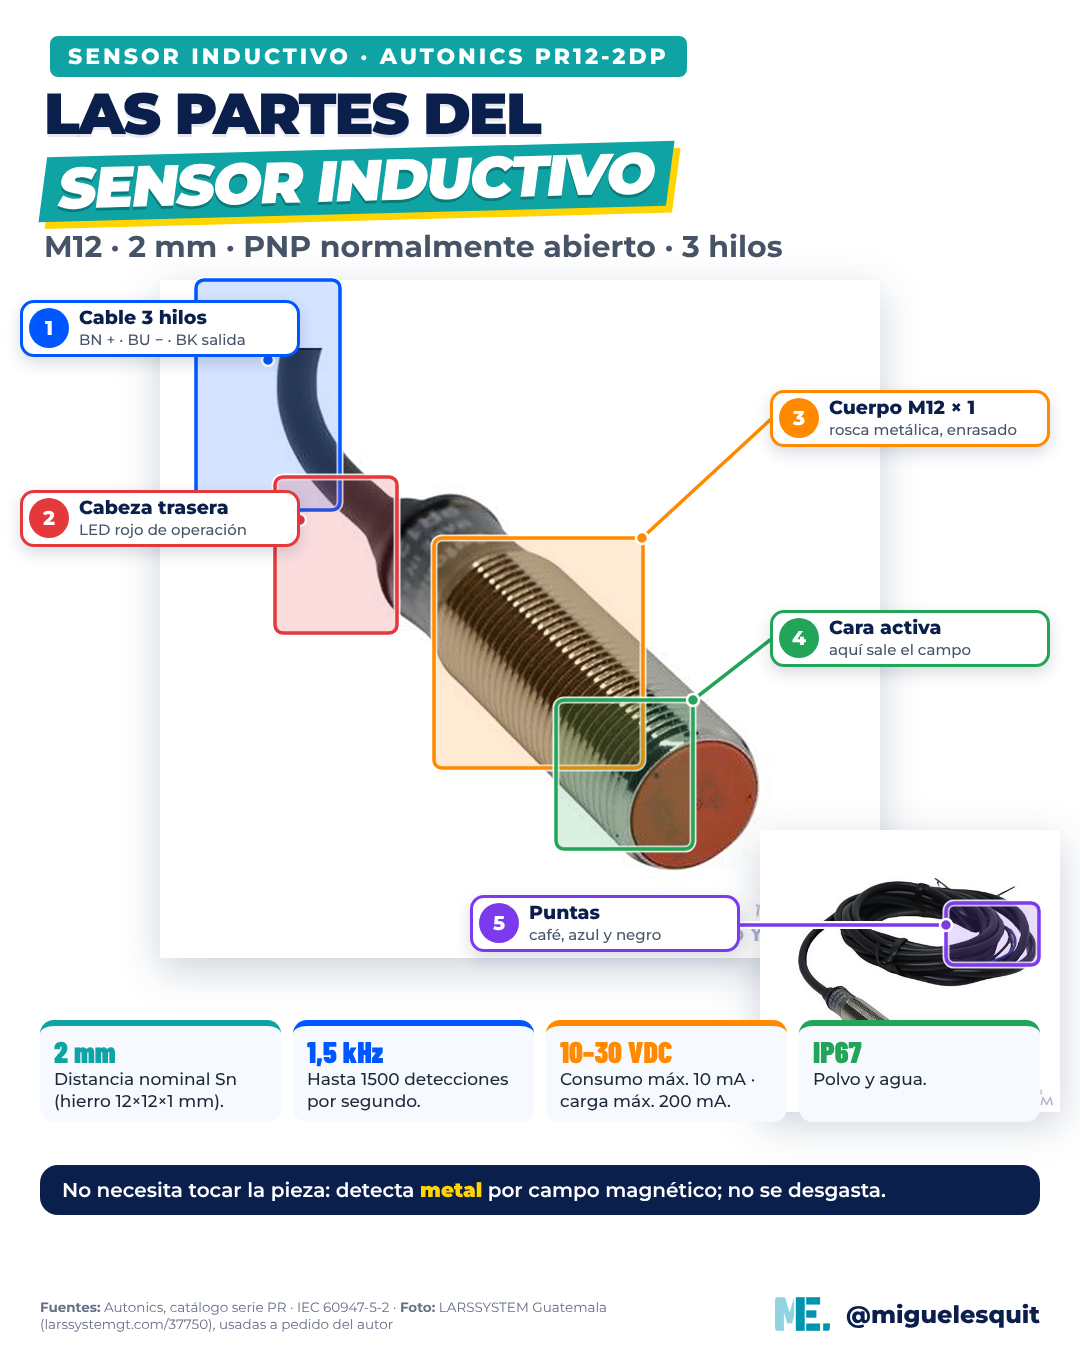 SENSOR INDUCTIVO · AUTONICS PR12-2DP
LAS PARTES DEL
SENSOR INDUCTIVO
M12 · 2 mm · PNP normalmente abierto · 3 hilos
1
Cable 3 hilos
BN + · BU − · BK salida
3
Cuerpo M12 × 1
rosca metálica, enrasado
2
Cabeza trasera
LED rojo de operación
4
Cara activa
aquí sale el campo
5
Puntas
café, azul y negro
2 mm
Distancia nominal Sn
(hierro 12×12×1 mm).
1,5 kHz
Hasta 1500 detecciones
por segundo.
10–30 VDC
Consumo máx. 10 mA ·
carga máx. 200 mA.
IP67
Polvo y agua.
No necesita tocar la pieza: detecta metal por campo magnético; no se desgasta.
Fuentes: Autonics, catálogo serie PR · IEC 60947-5-2 · Foto: LARSSYSTEM Guatemala
(larssystemgt.com/37750), usadas a pedido del autor
ME.
@miguelesquit